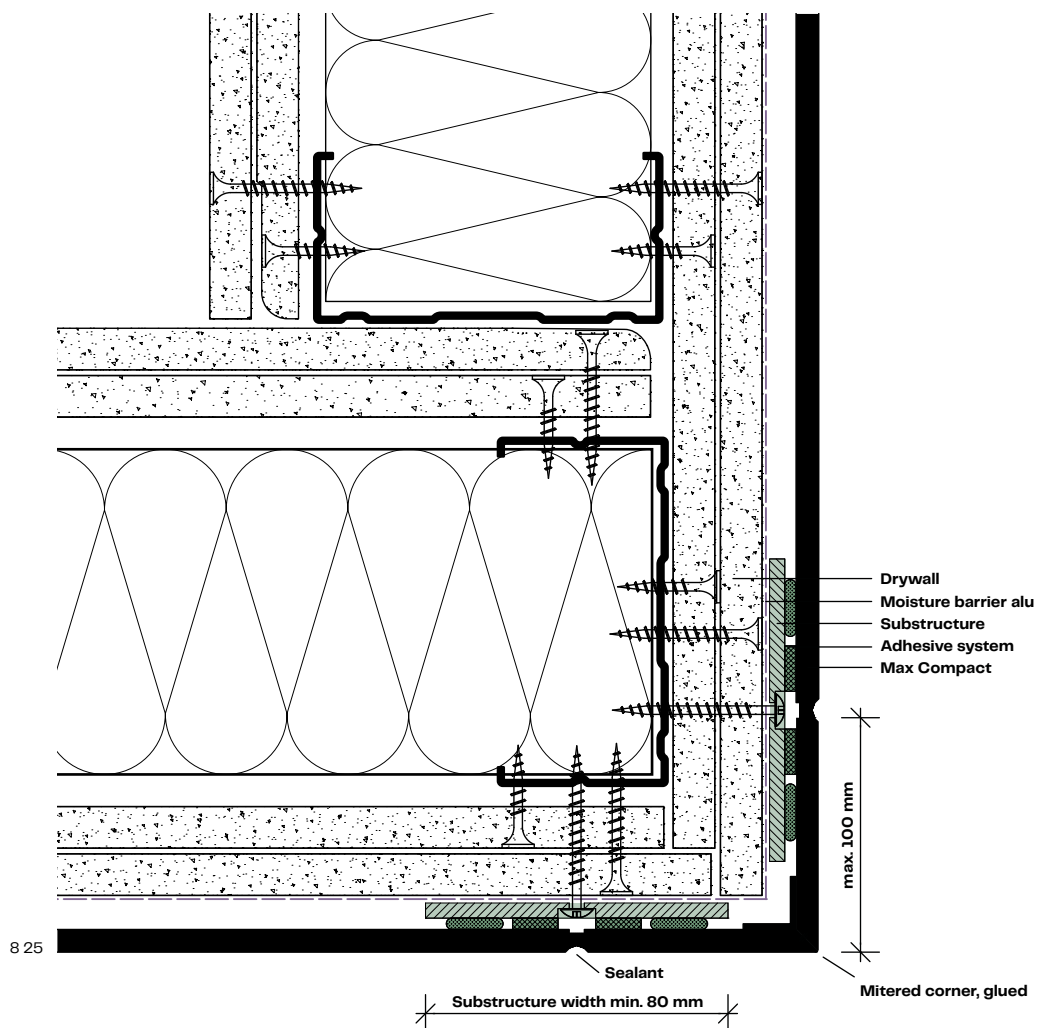 Drywall
Moisture barrier alu
Substructure
Adhesive system
Max Compact
max. 100 mm
8 25
Sealant
Mitered corner, glued
Substructure width min. 80 mm